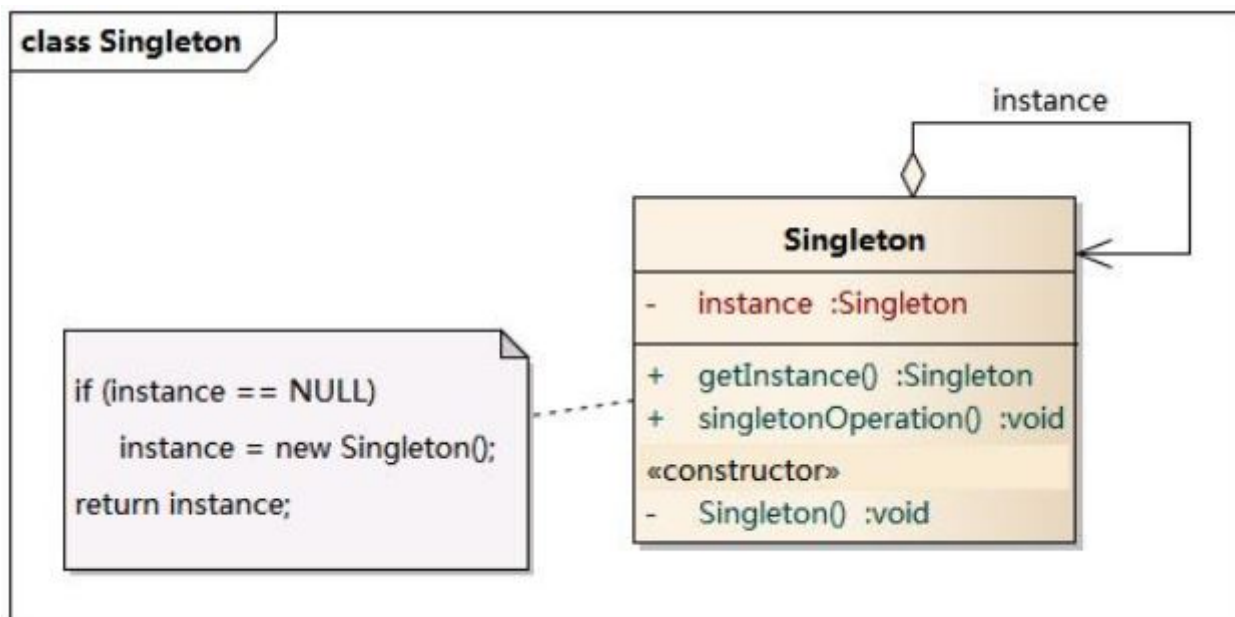 class Singleton
instance
Singleton
- instance :Singleton
+ getInstance() :Singleton
+ singletonOperation() :void
«constructor»
- Singleton() :void
if (instance == NULL)
instance = new Singleton();
return instance;